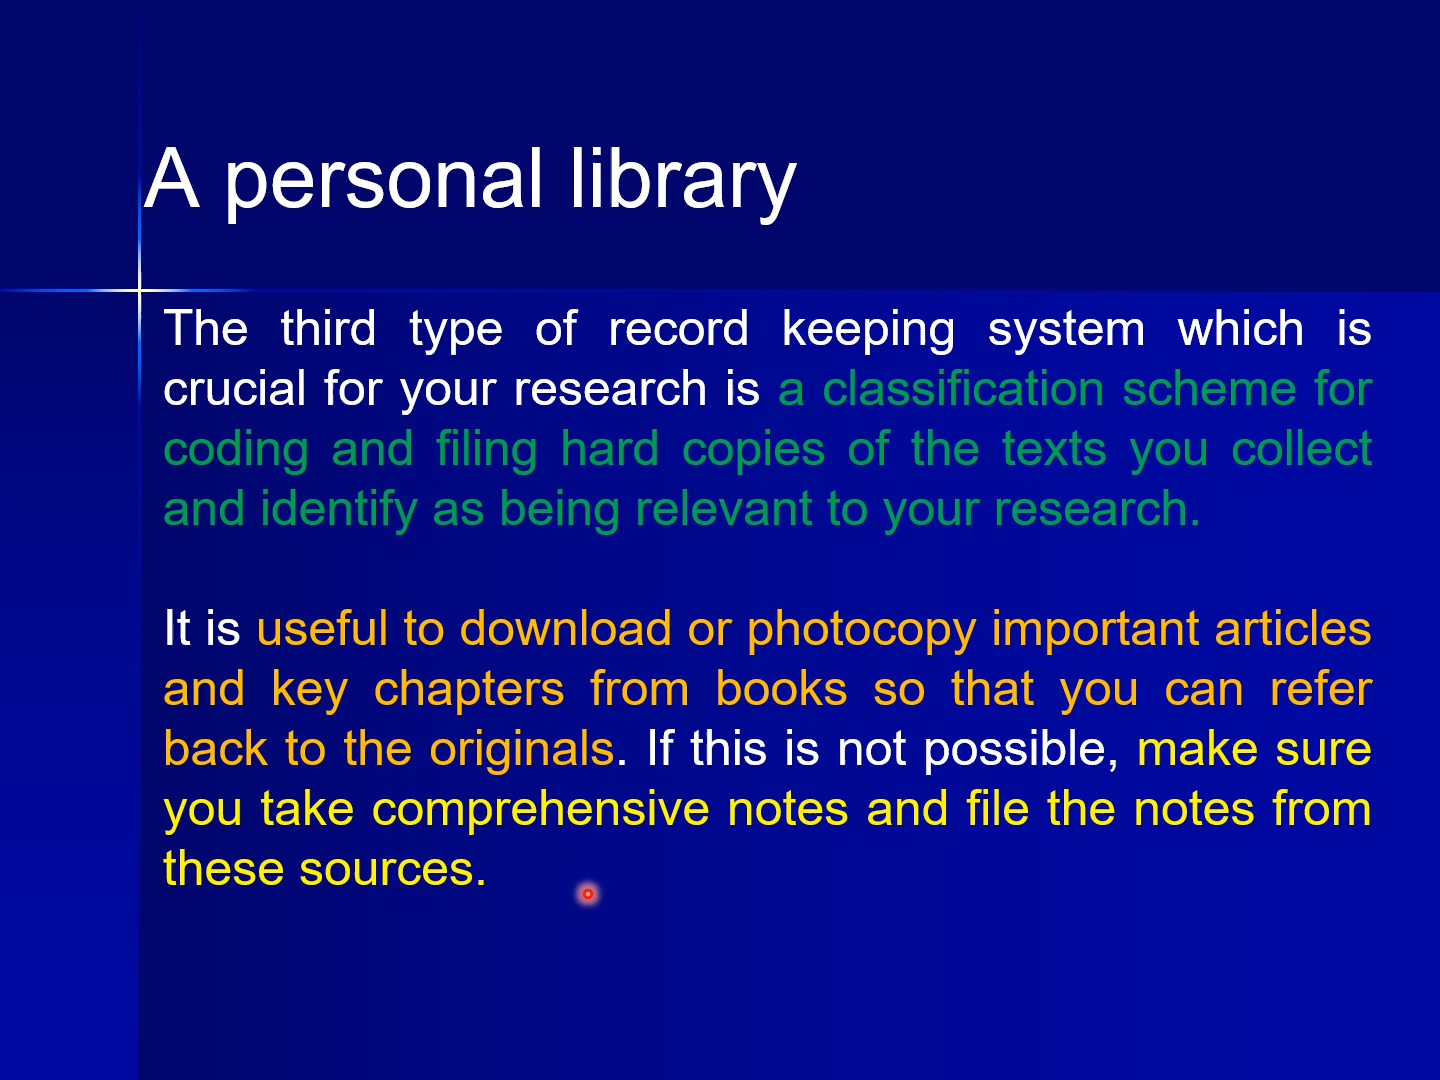 A personal library
The third type of record keeping system which is
crucial for your research is a classification scheme for
coding and filing hard copies of the texts you collect
and identify as being relevant to your research.
It is useful to download or photocopy important articles
and key chapters from books so that you can refer
back to the originals. If this is not possible, make sure
you take comprehensive notes and file the notes from
these sources.